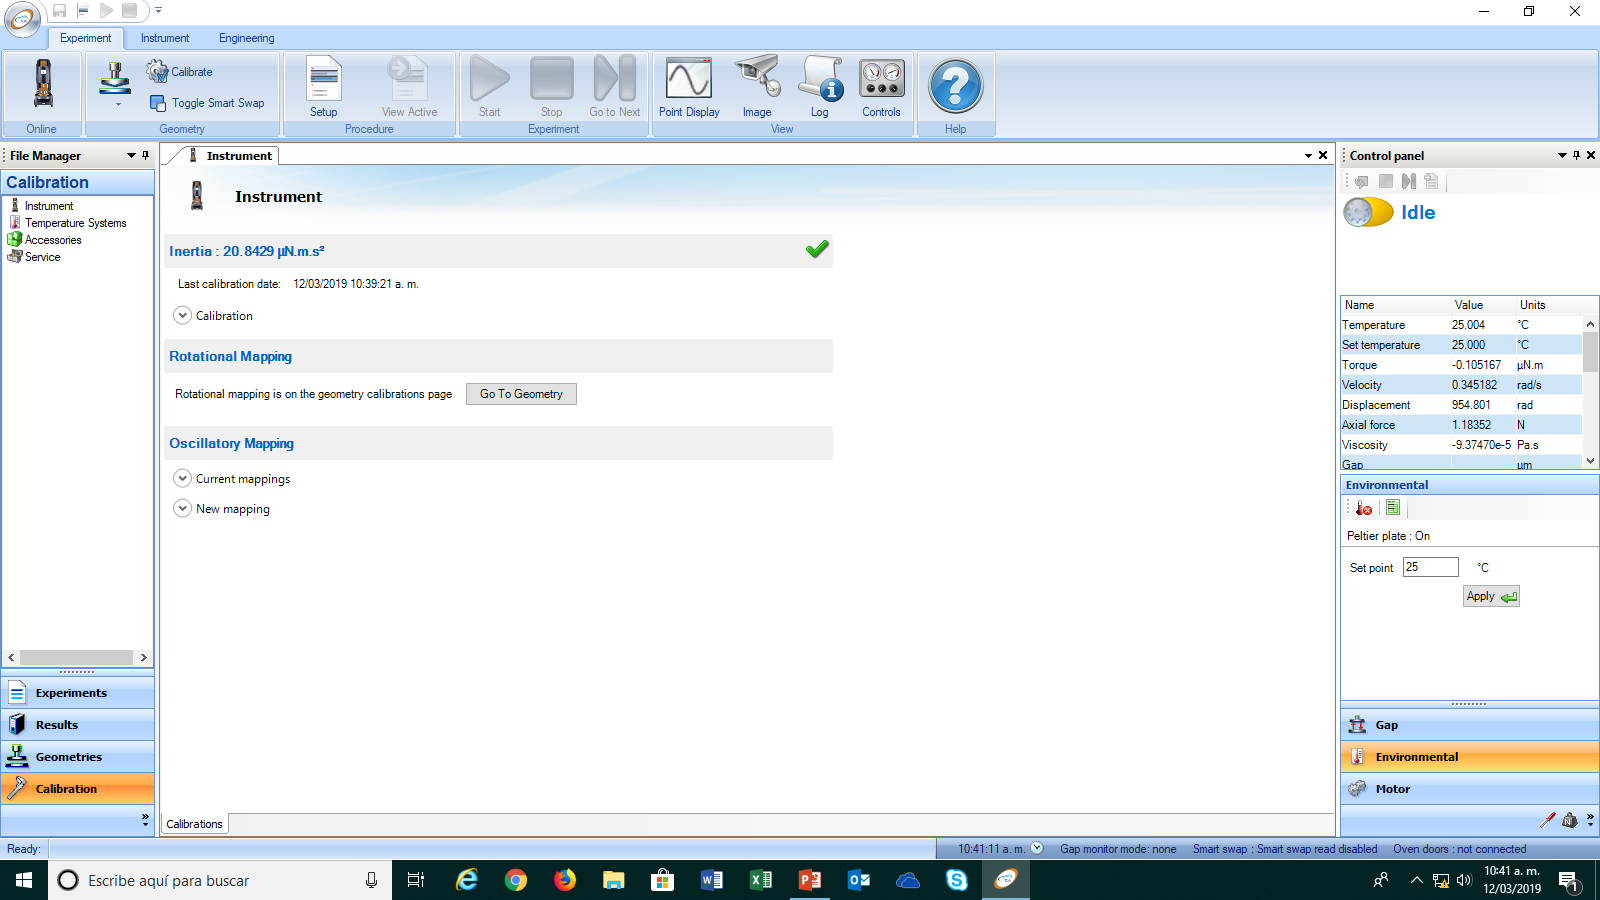 Experiment
Instrument
Engineering
Online
Calibrate
Toggle Smart Swap
Geometry
Setup
View Active
Procedure
Start
Stop
Go to Next
Experiment
Point Display
Image
Log
Controls
View
Help
File Manager
Calibration
Instrument
Temperature Systems
Accessories
Service
Experiments
Results
Geometries
Calibration
Instrument
Instrument
Inertia : 20.8429 µN.m.s²
Last calibration date: 12/03/2019 10:39:21 a. m.
Calibration
Rotational Mapping
Rotational mapping is on the geometry calibrations page
Go To Geometry
Oscillatory Mapping
Current mappings
New mapping
Calibrations
Control panel
Idle
Name Value Units
Temperature 25.004 °C
Set temperature 25.000 °C
Torque -0.105167 µN.m
Velocity 0.345182 rad/s
Displacement 954.801 rad
Axial force 1.18352 N
Viscosity -9.37470e-5 Pa.s
Gap µm
Environmental
Peltier plate : On
Set point 25 °C
Apply
Gap
Environmental
Motor
Ready:
10:41:11 a. m.
Gap monitor mode: none
Smart swap : Smart swap read disabled
Oven doors : not connected
Escribe aquí para buscar
10:41 a. m.
12/03/2019
1